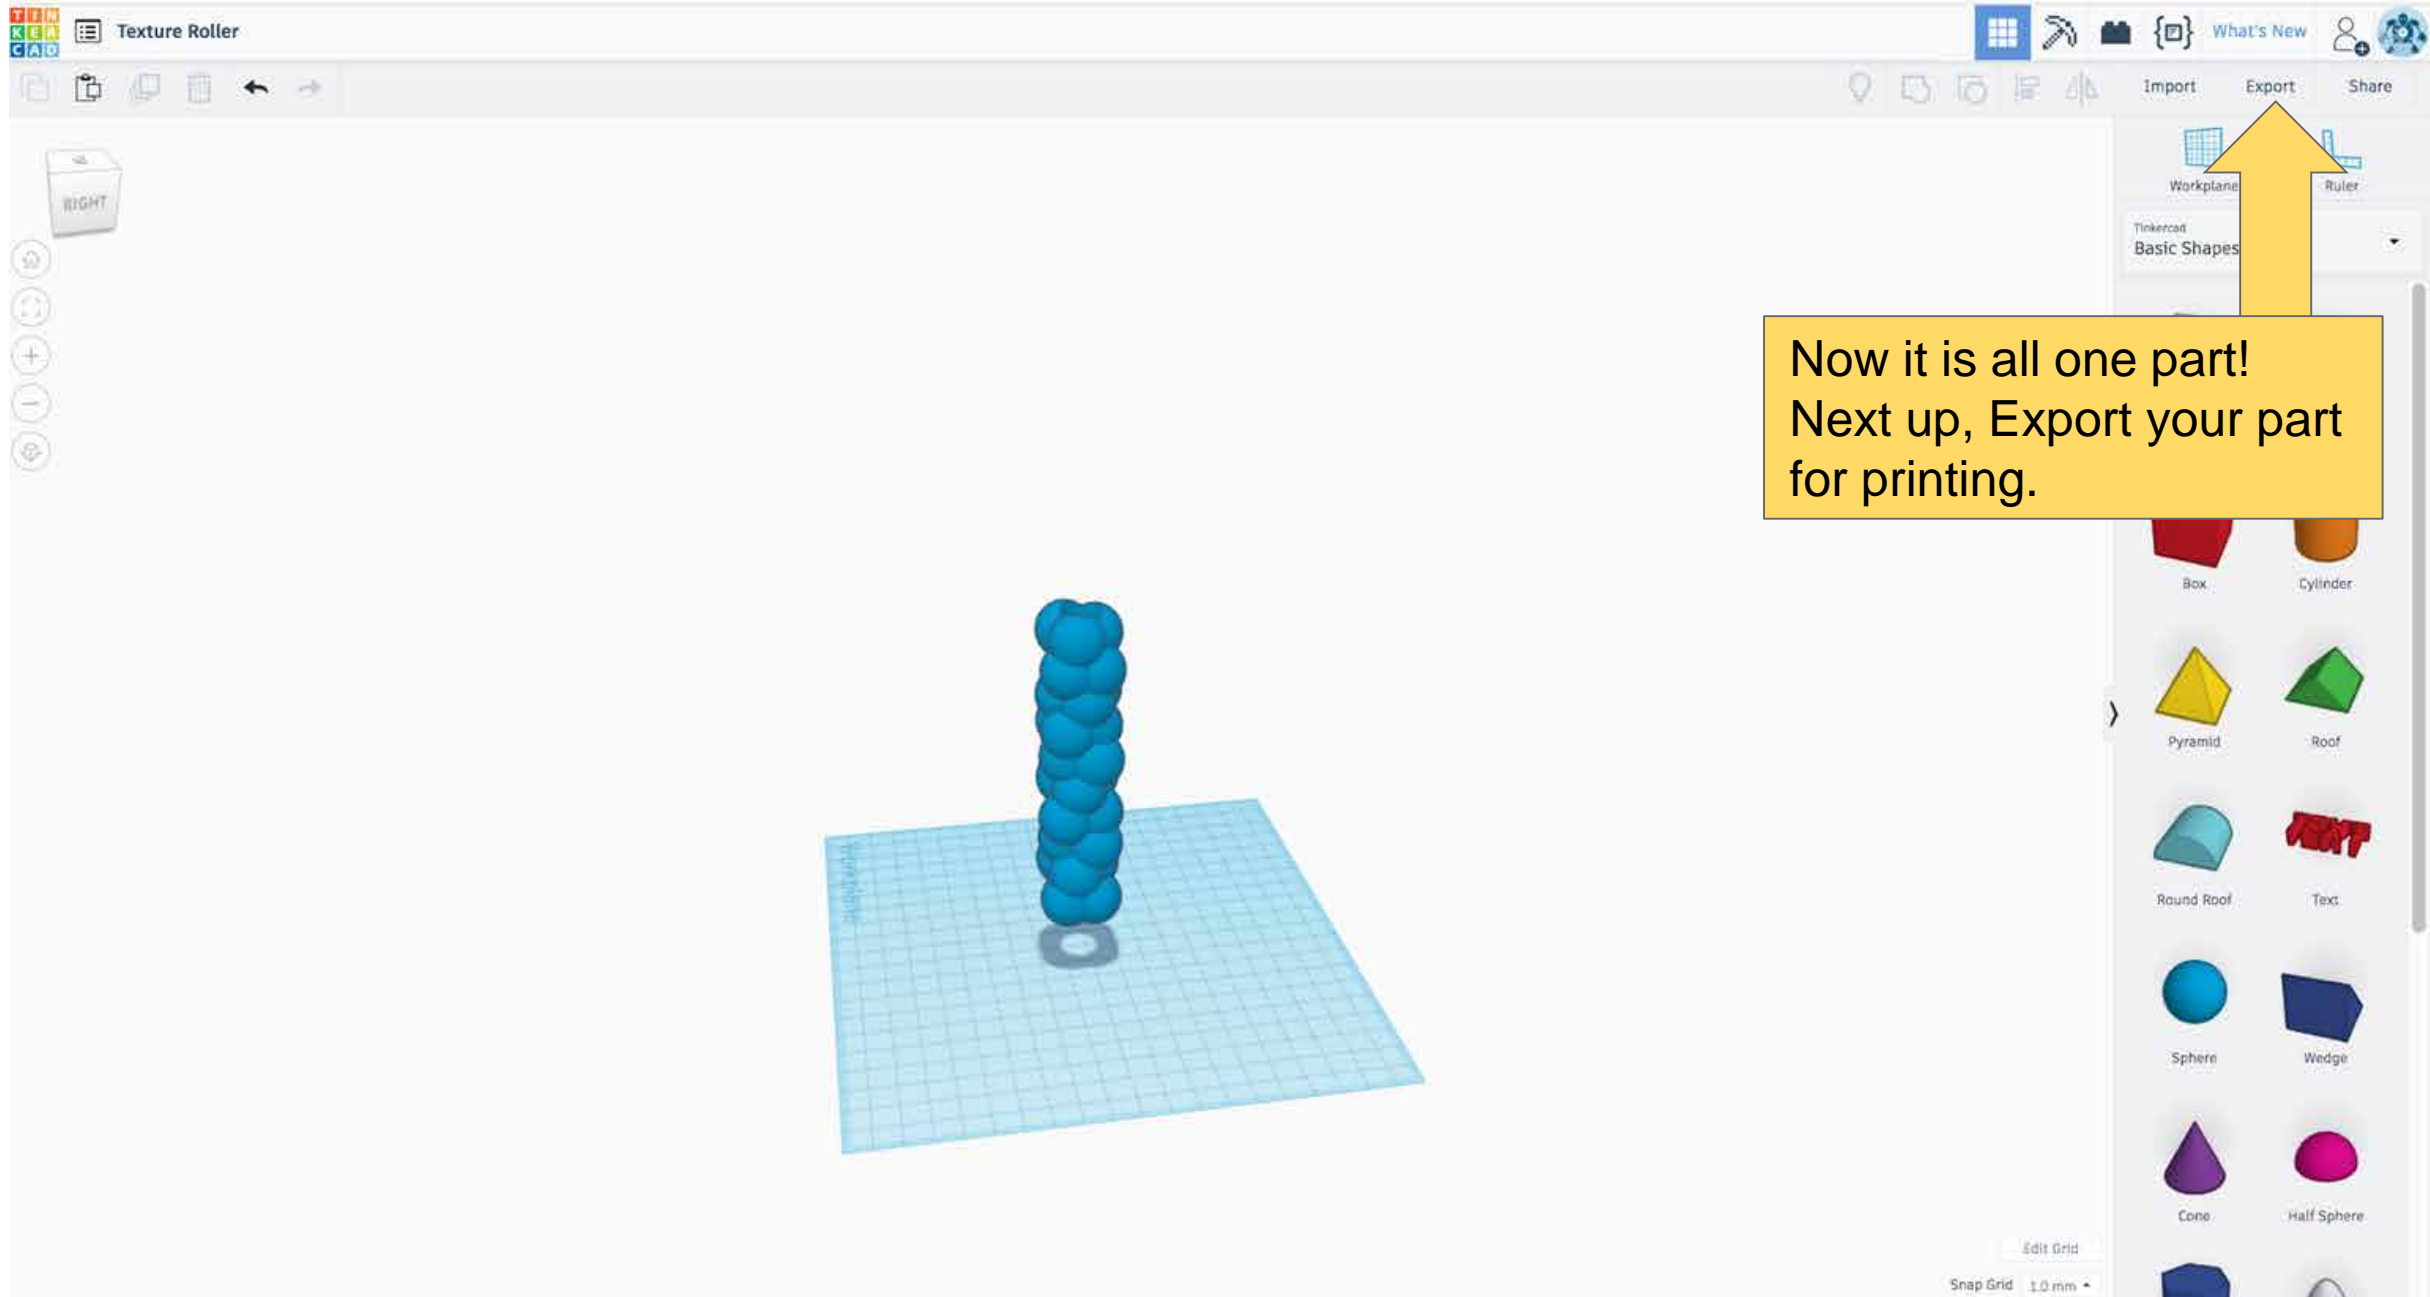 TIN
KER
CAD
Texture Roller
What's New
Import
Export
Share
RIGHT
Workplane
Ruler
Tinkercad
Basic Shapes
Now it is all one part!
Next up, Export your part
for printing.
Box
Cylinder
Pyramid
Roof
Round Roof
Text
TEXT
Sphere
Wedge
Cone
Half Sphere
Workplane
Edit Grid
Snap Grid 1.0 mm